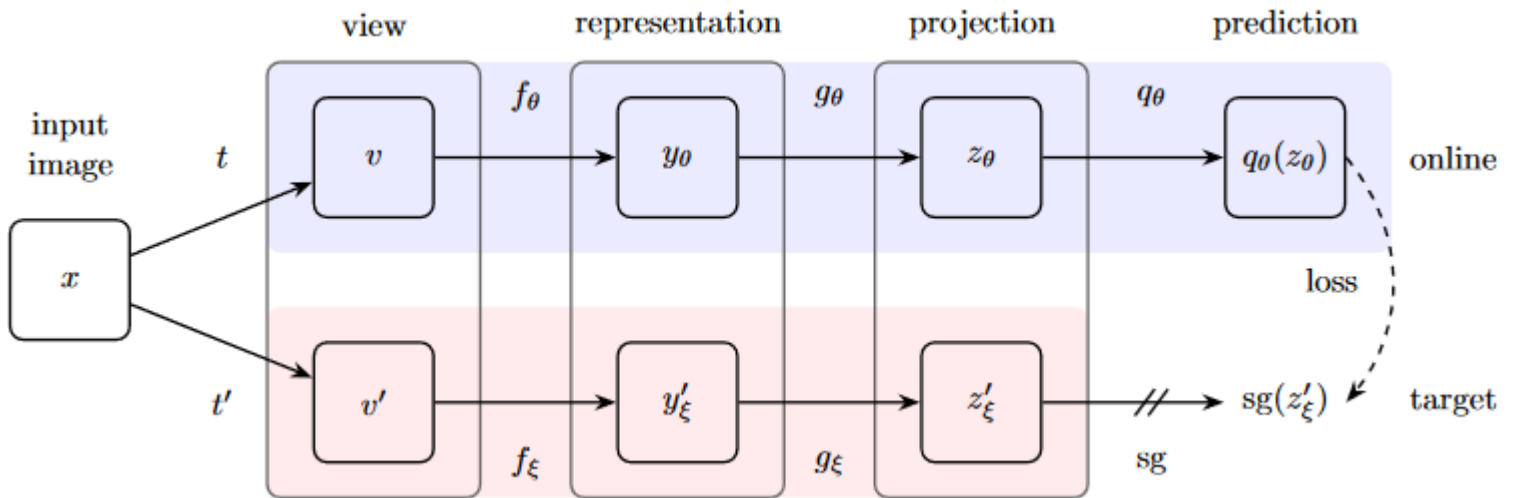 view representation projection prediction
input
image
t
f_θ g_θ q_θ
v y_θ z_θ q_θ(z_θ) online
x
loss
t′
v′ y′_ξ z′_ξ sg(z′_ξ) target
f_ξ g_ξ sg